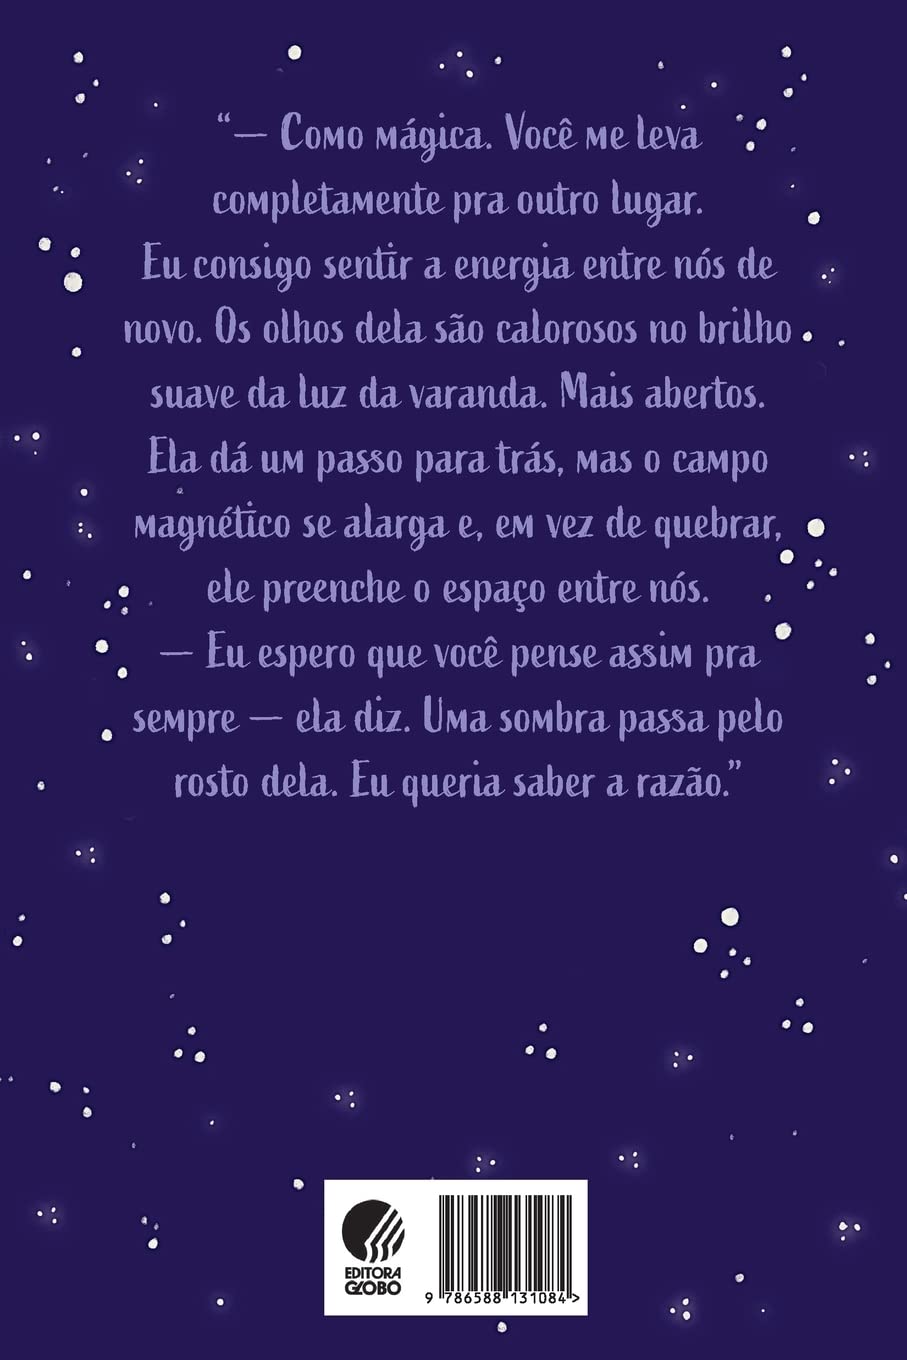 “— Como mágica. Você me leva
completamente pra outro lugar.
Eu consigo sentir a energia entre nós de
novo. Os olhos dela são calorosos no brilho
suave da luz da varanda. Mais abertos.
Ela dá um passo para trás, mas o campo
magnético se alarga e, em vez de quebrar,
ele preenche o espaço entre nós.
— Eu espero que você pense assim pra
sempre — ela diz. Uma sombra passa pelo
rosto dela. Eu queria saber a razão.”
EDITORA
GLOBO
9 786588 131084 >